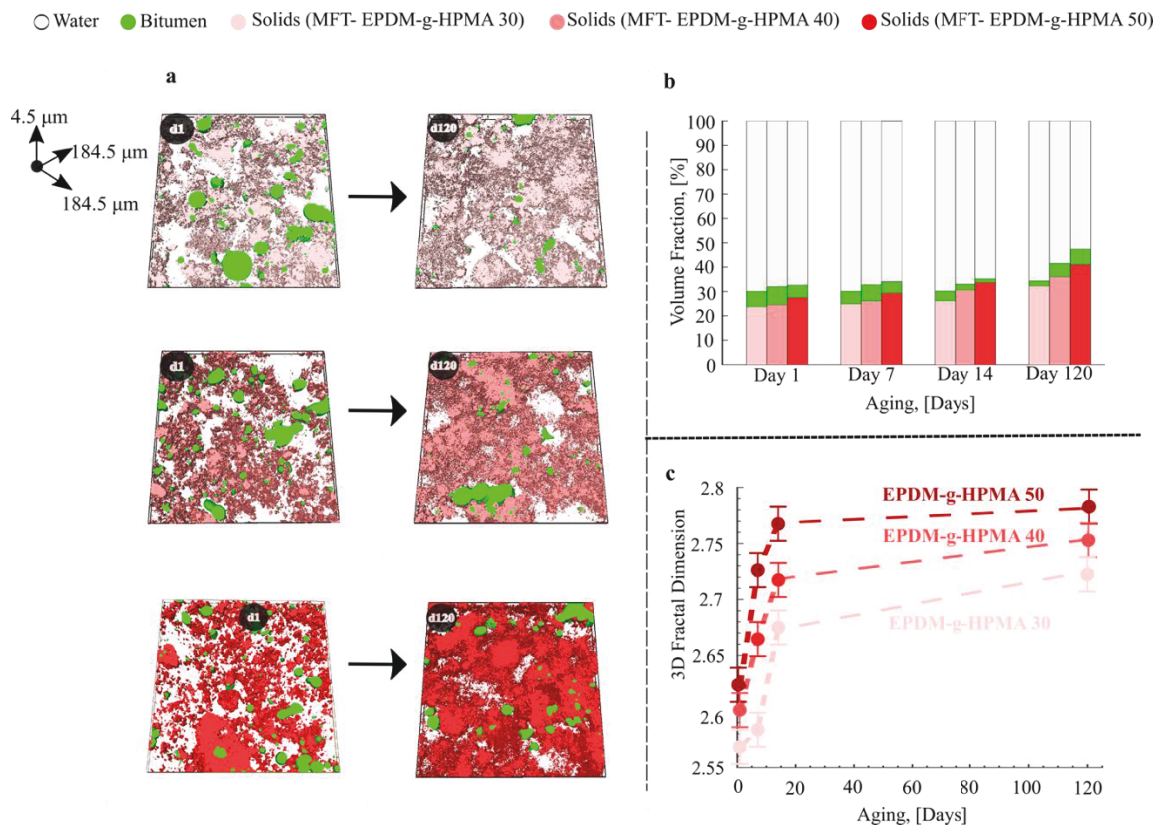 Water Bitumen Solids (MFT- EPDM-g-HPMA 30) Solids (MFT- EPDM-g-HPMA 40) Solids (MFT- EPDM-g-HPMA 50)
a
4.5 μm
184.5 μm
184.5 μm
d1
d120
d1
d120
d1
d120
b
Volume Fraction, [%]
100
90
80
70
60
50
40
30
20
10
0
Day 1 Day 7 Day 14 Day 120
Aging, [Days]
c
3D Fractal Dimension
2.8
2.75
2.7
2.65
2.6
2.55
EPDM-g-HPMA 50
EPDM-g-HPMA 40
EPDM-g-HPMA 30
0 20 40 60 80 100 120
Aging, [Days]